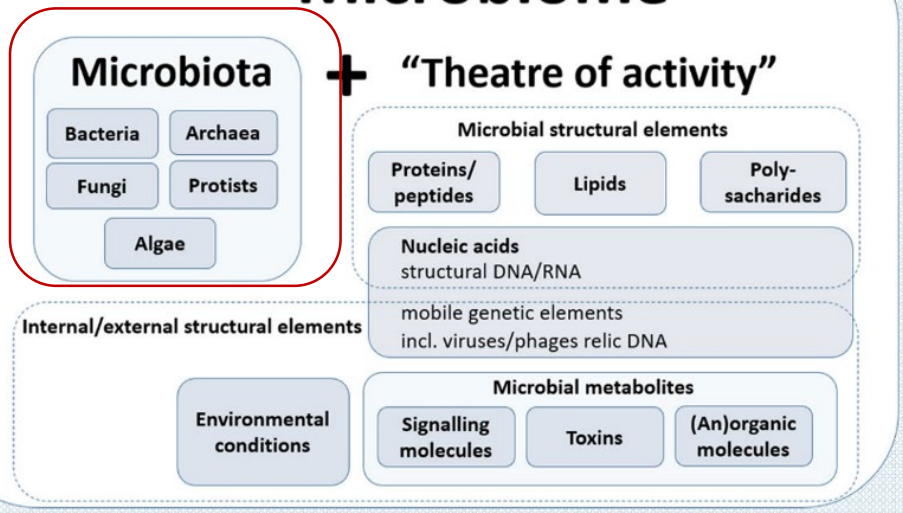 Microbiota
+ “Theatre of activity”
Bacteria
Archaea
Fungi
Protists
Algae
Microbial structural elements
Proteins/
peptides
Lipids
Poly-
sacharides
Nucleic acids
structural DNA/RNA
mobile genetic elements
incl. viruses/phages relic DNA
Internal/external structural elements
Environmental
conditions
Microbial metabolites
Signalling
molecules
Toxins
(An)organic
molecules